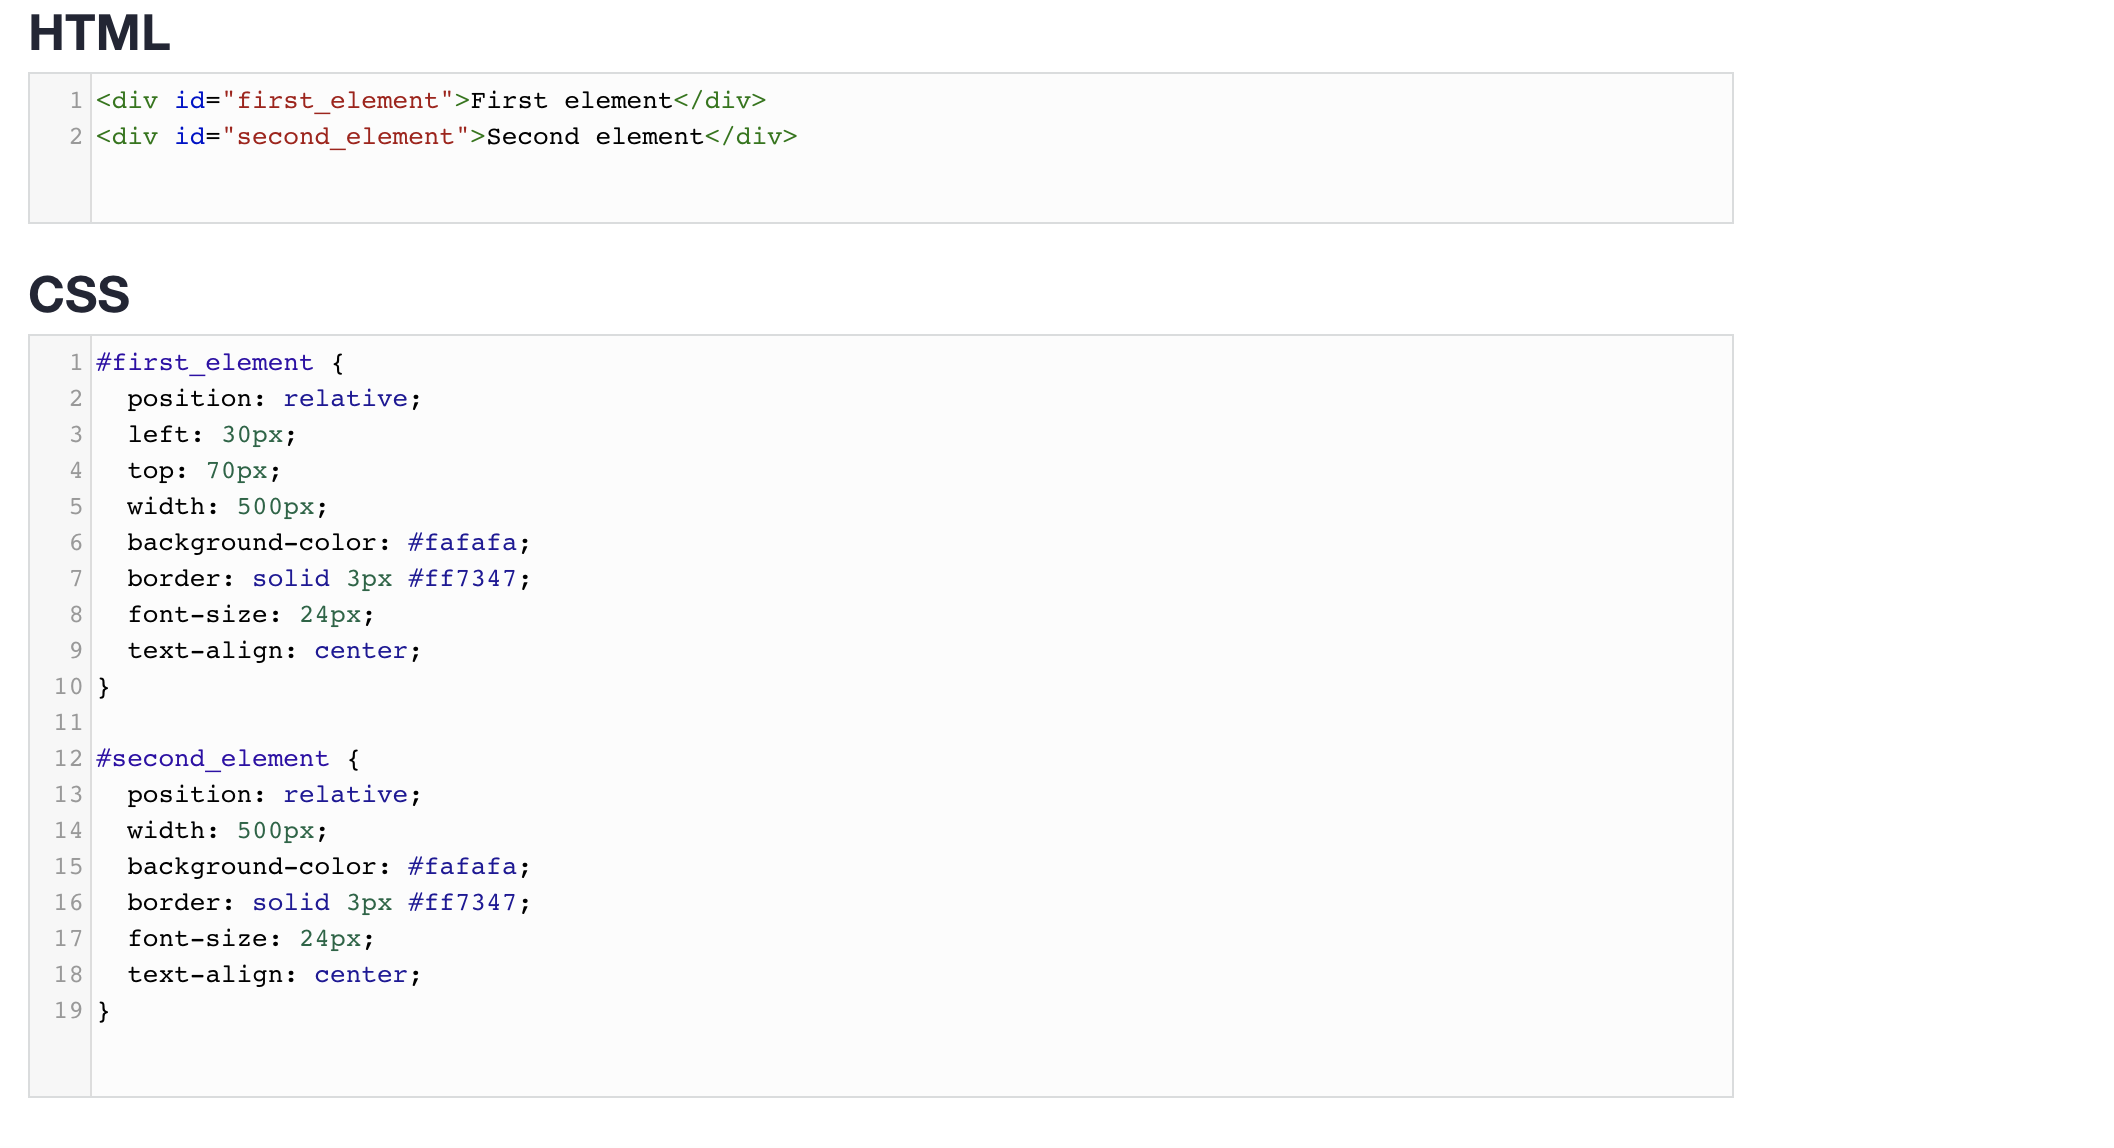 HTML
1 <div id="first_element">First element</div>
2 <div id="second_element">Second element</div>
CSS
1 #first_element {
2   position: relative;
3   left: 30px;
4   top: 70px;
5   width: 500px;
6   background-color: #fafafa;
7   border: solid 3px #ff7347;
8   font-size: 24px;
9   text-align: center;
10 }
11
12 #second_element {
13   position: relative;
14   width: 500px;
15   background-color: #fafafa;
16   border: solid 3px #ff7347;
17   font-size: 24px;
18   text-align: center;
19 }